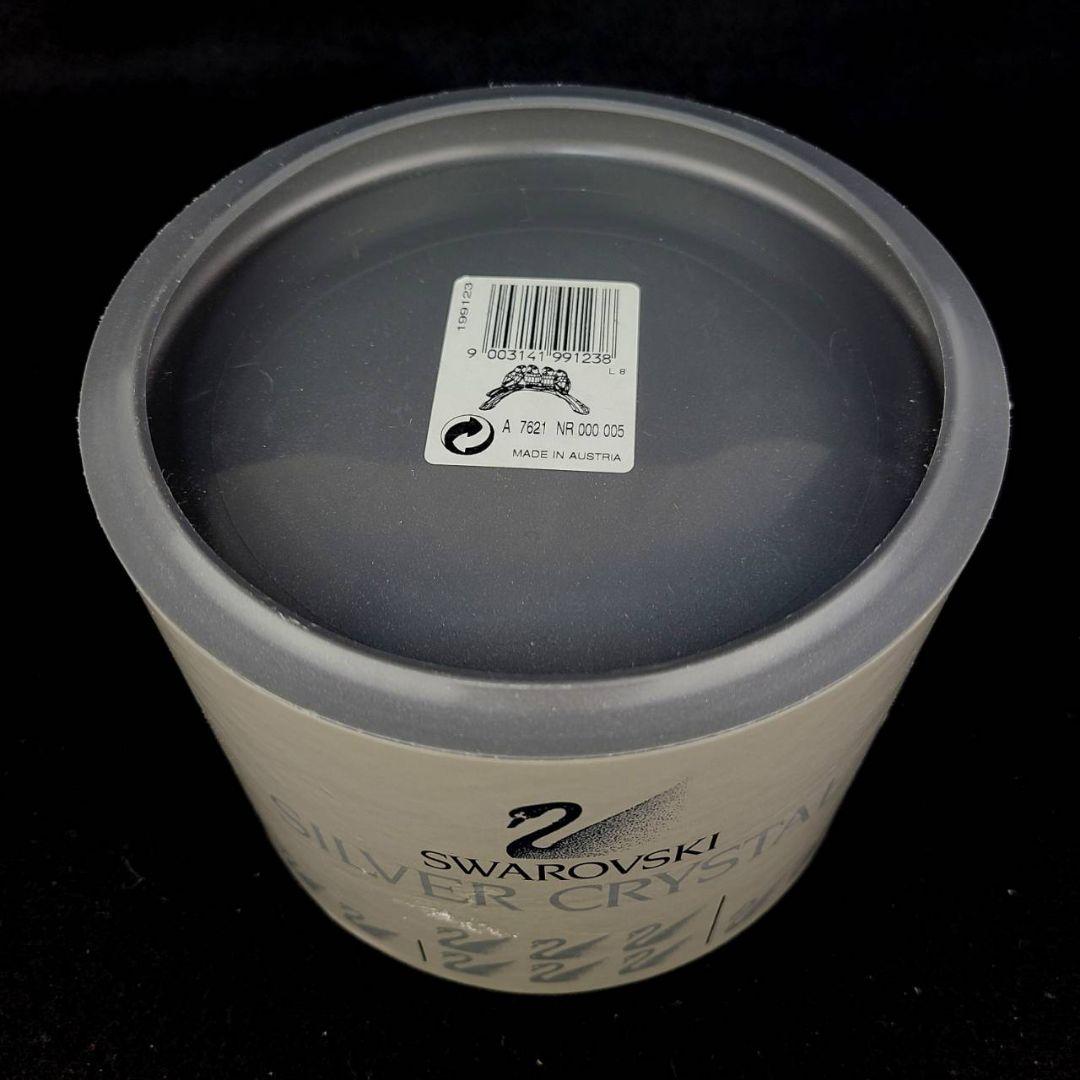 199123
9 003141 991238
L 8
A 7621 NR 000 005
MADE IN AUSTRIA
SWAROVSKI
SILVER CRYSTAL